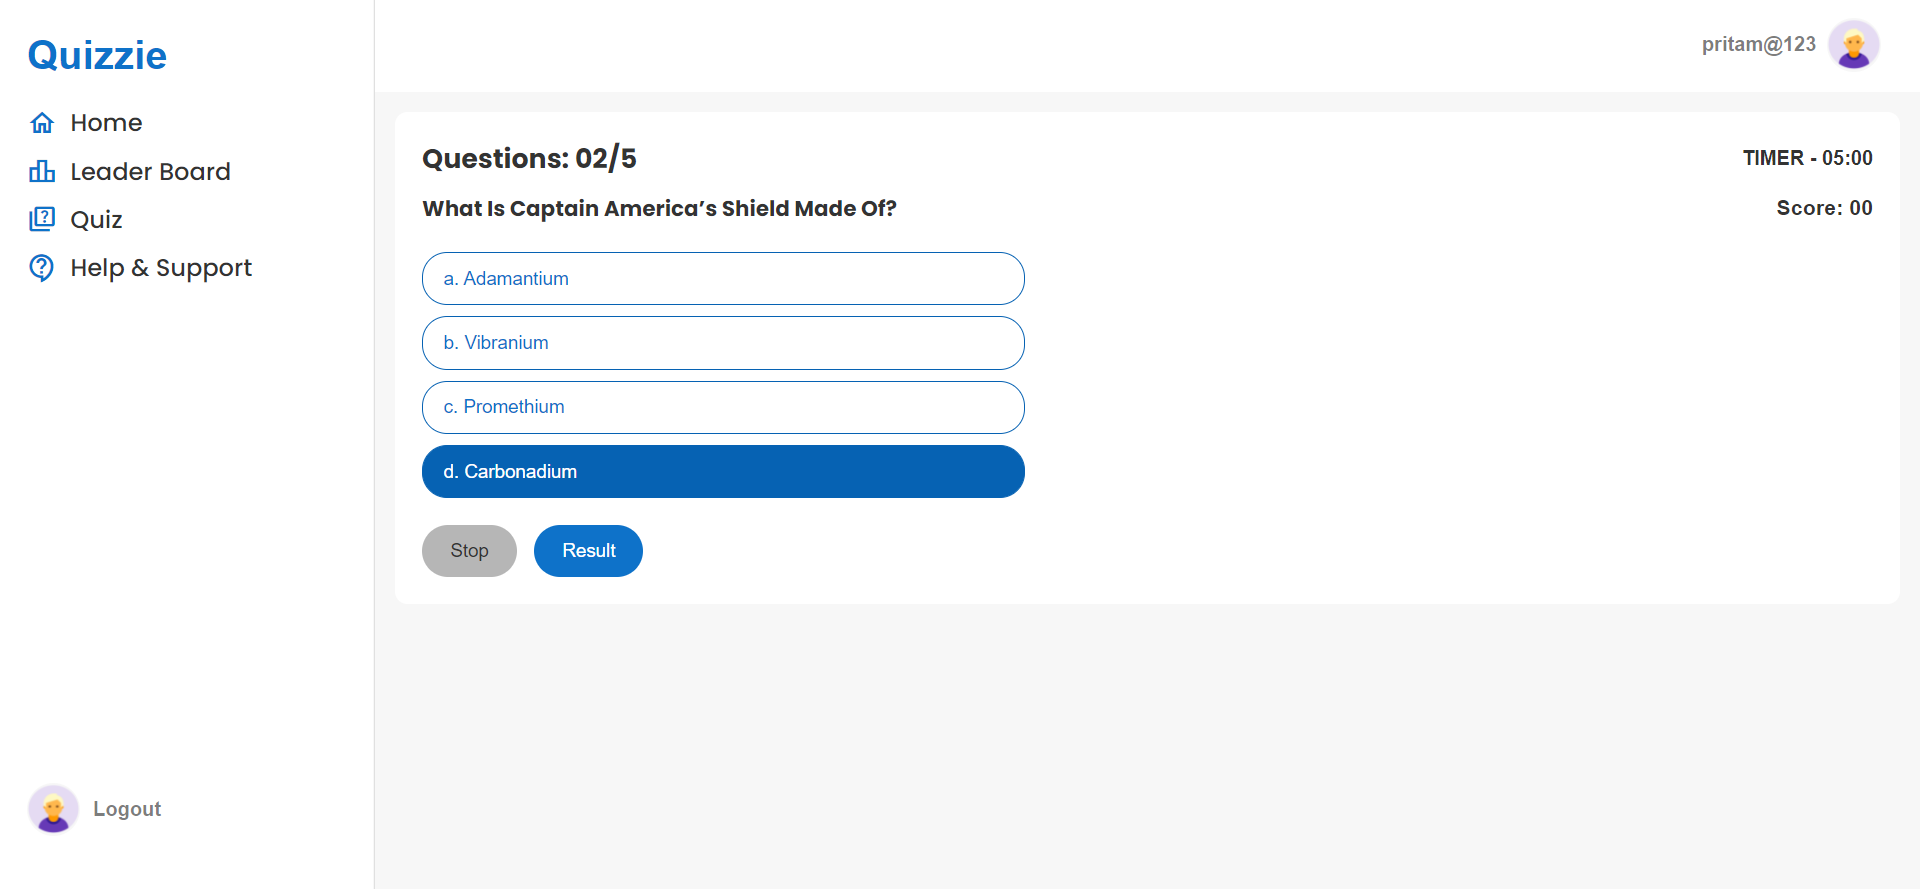 Quizzie
Home
Leader Board
Quiz
Help & Support
Logout
pritam@123
Questions: 02/5
TIMER - 05:00
What Is Captain America’s Shield Made Of?
Score: 00
a. Adamantium
b. Vibranium
c. Promethium
d. Carbonadium
Stop
Result